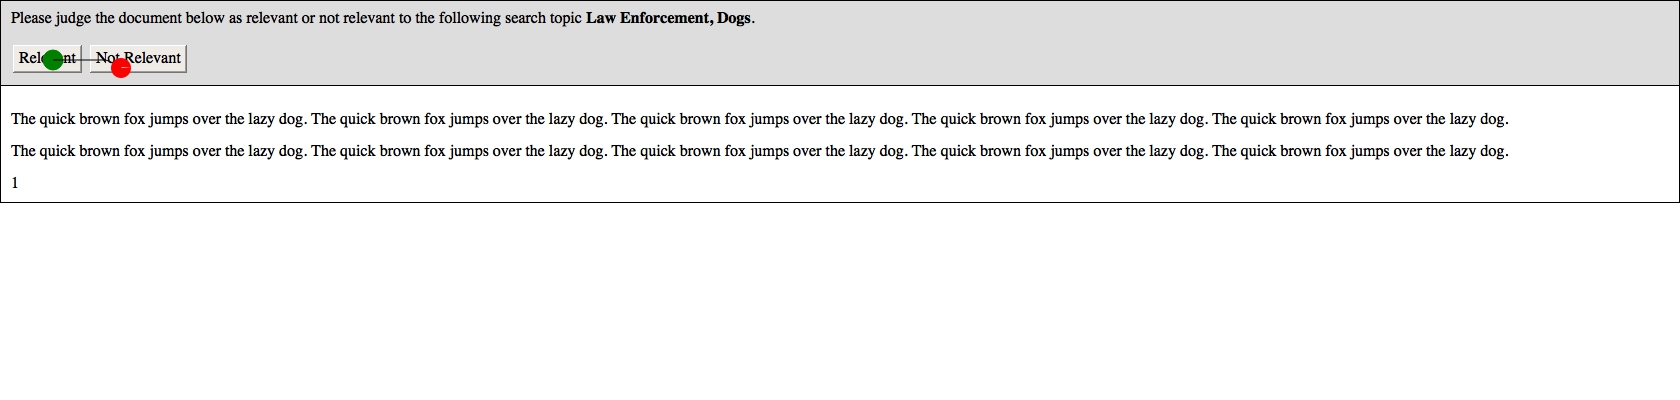 Please judge the document below as relevant or not relevant to the following search topic Law Enforcement, Dogs.
Relevant Not Relevant
The quick brown fox jumps over the lazy dog. The quick brown fox jumps over the lazy dog. The quick brown fox jumps over the lazy dog. The quick brown fox jumps over the lazy dog. The quick brown fox jumps over the lazy dog.
The quick brown fox jumps over the lazy dog. The quick brown fox jumps over the lazy dog. The quick brown fox jumps over the lazy dog. The quick brown fox jumps over the lazy dog. The quick brown fox jumps over the lazy dog.
1